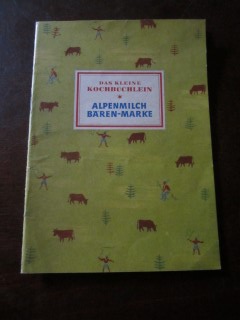 DAS KLEINE
KOCHBÜCHLEIN
ALPENMILCH
BÄREN-MARKE